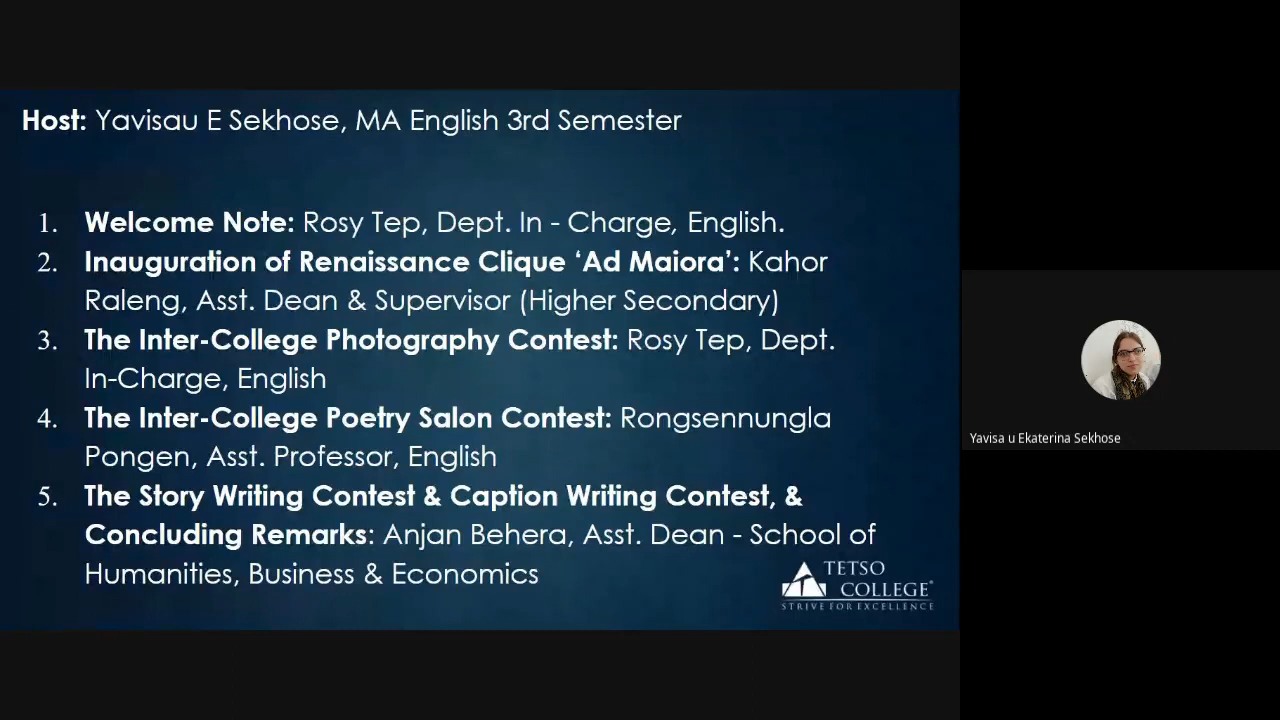 Host: Yavisau E Sekhose, MA English 3rd Semester
1. Welcome Note: Rosy Tep, Dept. In - Charge, English.
2. Inauguration of Renaissance Clique ‘Ad Maiora’: Kahor
Raleng, Asst. Dean & Supervisor (Higher Secondary)
3. The Inter-College Photography Contest: Rosy Tep, Dept.
In-Charge, English
4. The Inter-College Poetry Salon Contest: Rongsennungla
Pongen, Asst. Professor, English
5. The Story Writing Contest & Caption Writing Contest, &
Concluding Remarks: Anjan Behera, Asst. Dean - School of
Humanities, Business & Economics
TETSO
COLLEGE®
STRIVE FOR EXCELLENCE
Yavisa u Ekaterina Sekhose